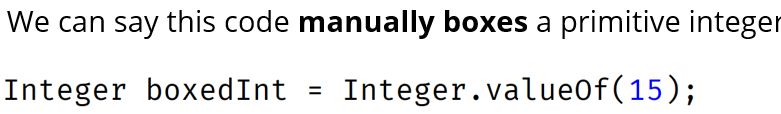 We can say this code manually boxes a primitive integer
Integer boxedInt = Integer.valueOf(15);